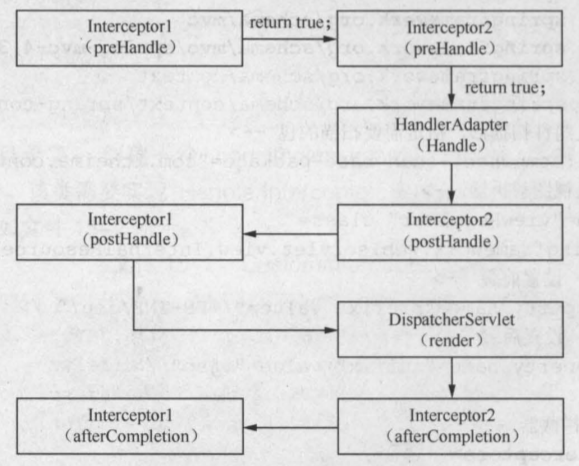 Interceptor1
(preHandle)
return true;
Interceptor2
(preHandle)
return true;
HandlerAdapter
(Handle)
Interceptor1
(postHandle)
Interceptor2
(postHandle)
DispatcherServlet
(render)
Interceptor1
(afterCompletion)
Interceptor2
(afterCompletion)